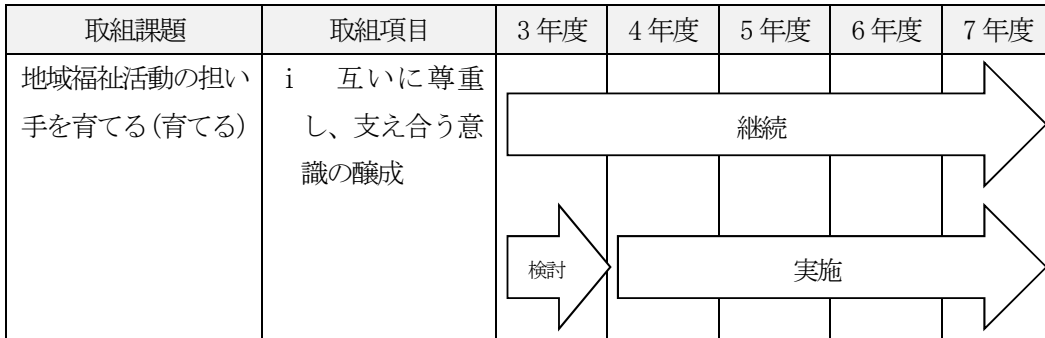 取組課題 取組項目 3年度 4年度 5年度 6年度 7年度
地域福祉活動の担い
手を育てる(育てる)
i 互いに尊重
し、支え合う意
識の醸成
継続
検討 実施